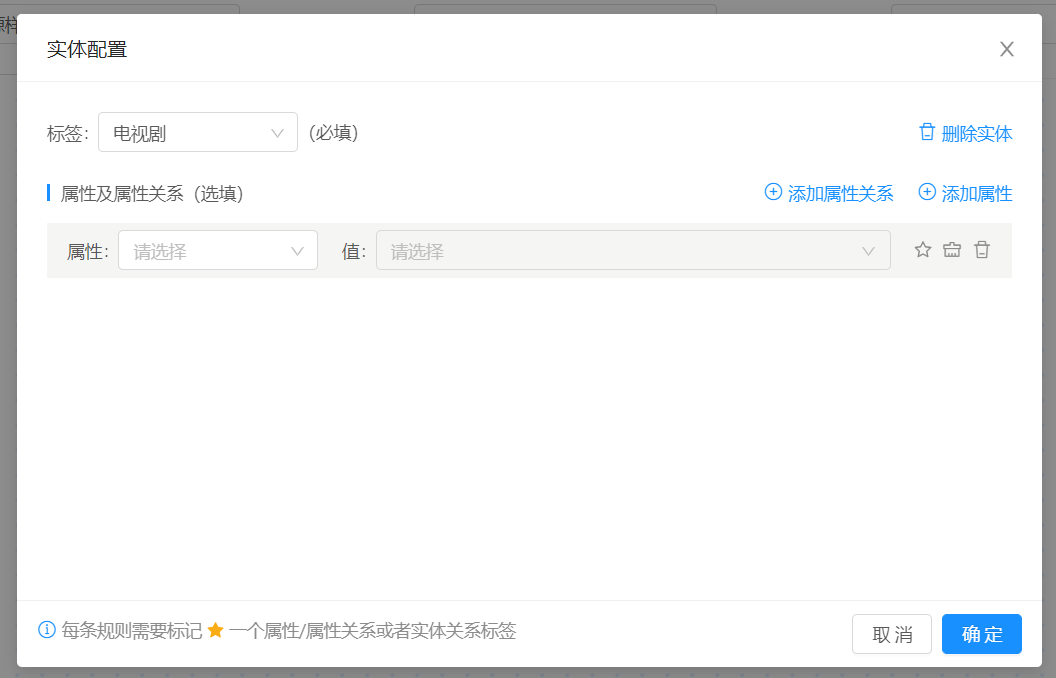 实体配置
标签: 电视剧 (必填) 删除实体
属性及属性关系 (选填) 添加属性关系 添加属性
属性: 请选择 值: 请选择
每条规则需要标记 一个属性/属性关系或者实体关系标签
取 消 确 定